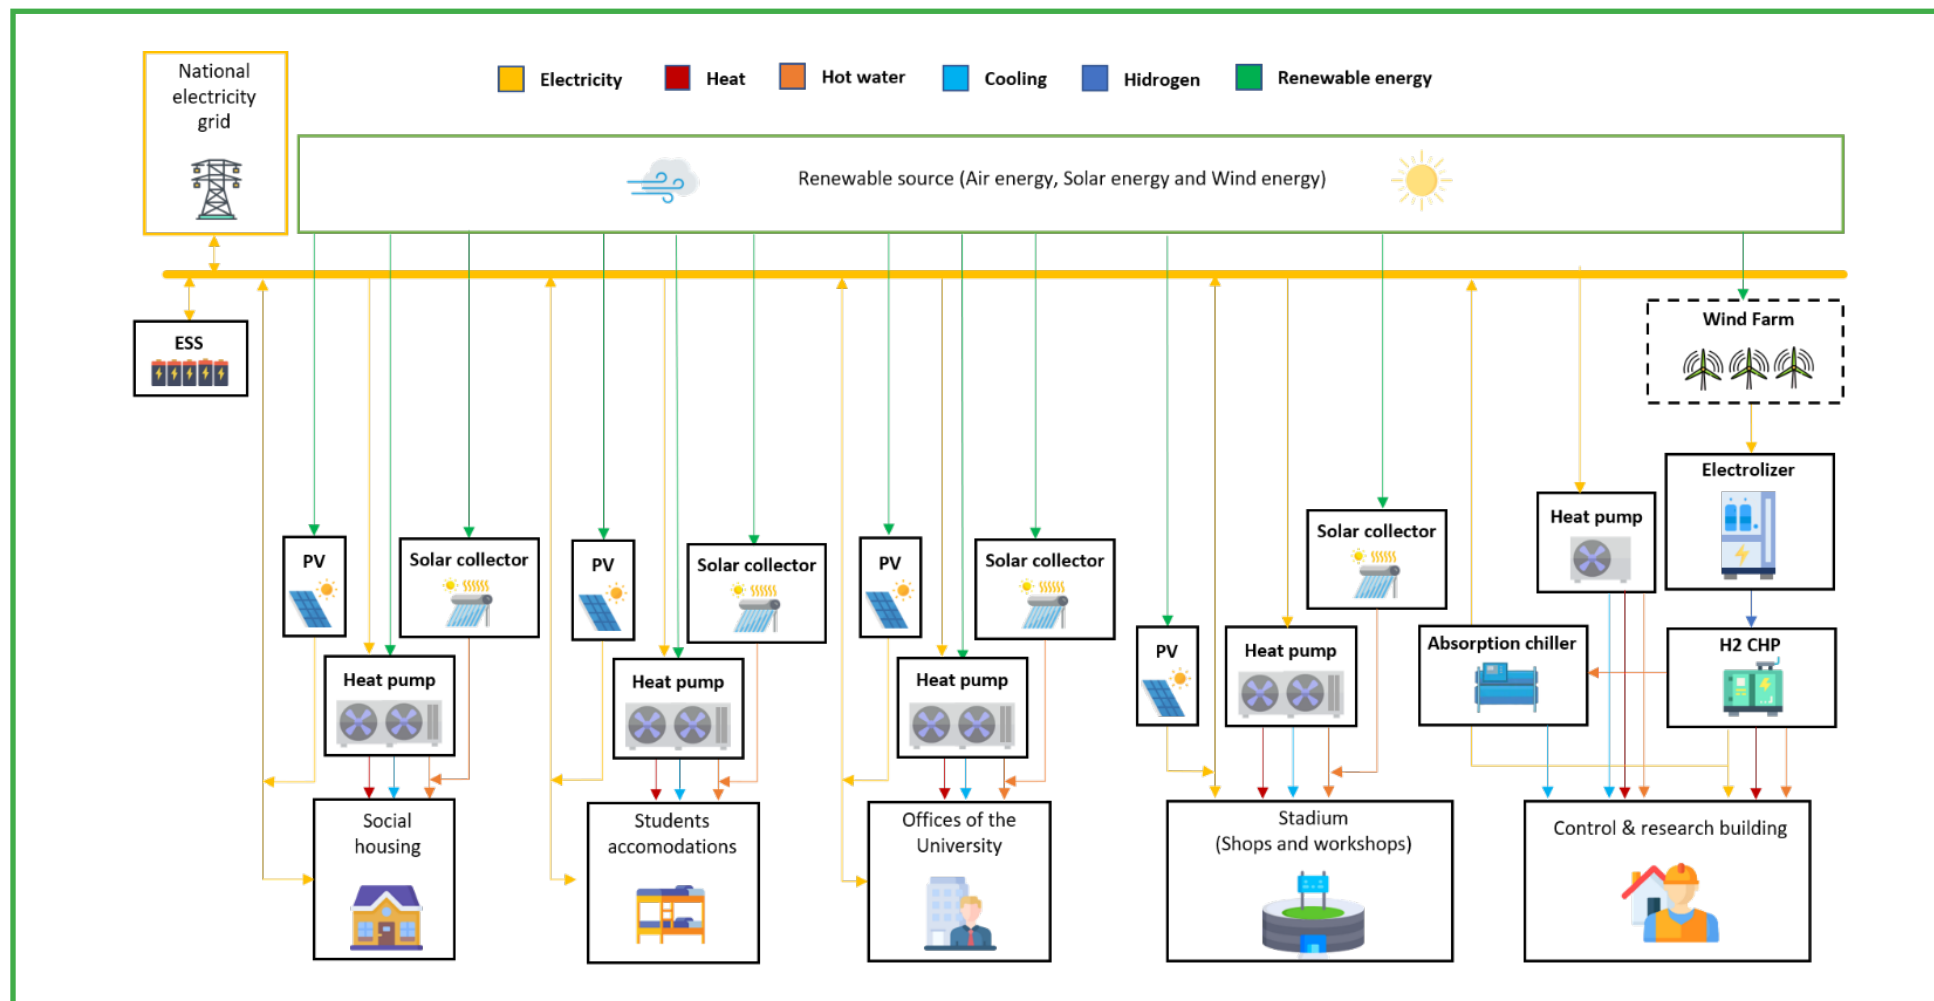 National
electricity
grid
Electricity
Heat
Hot water
Cooling
Hidrogen
Renewable energy
Renewable source (Air energy, Solar energy and Wind energy)
ESS
Wind Farm
Electrolizer
Heat pump
Solar collector
PV
Solar collector
PV
Solar collector
PV
Solar collector
PV
Heat pump
Absorption chiller
H2 CHP
Heat pump
Heat pump
Heat pump
Social
housing
Students
accomodations
Offices of the
University
Stadium
(Shops and workshops)
Control & research building